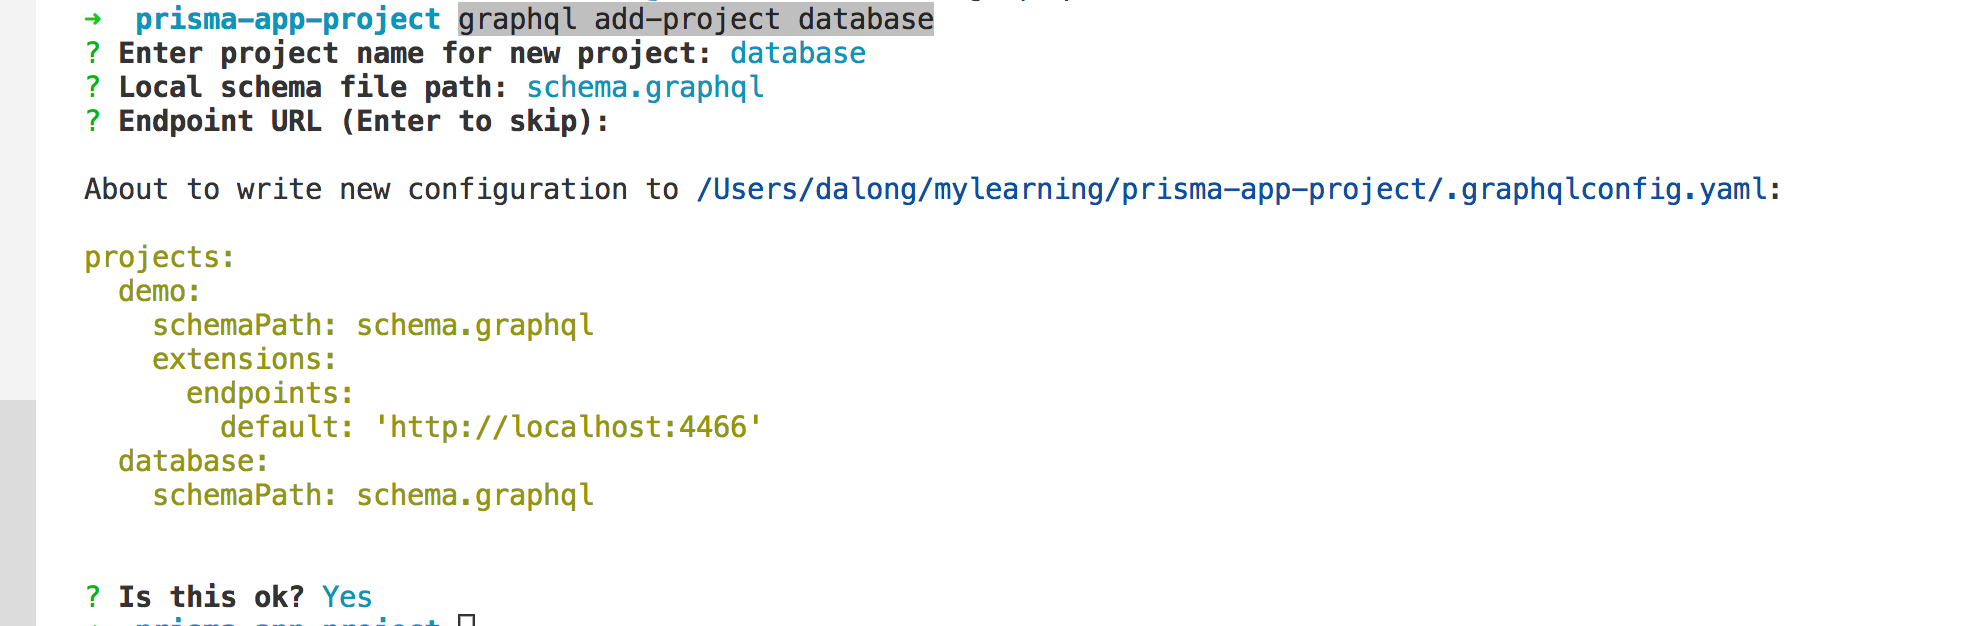 ➜  prisma-app-project graphql add-project database
? Enter project name for new project: database
? Local schema file path: schema.graphql
? Endpoint URL (Enter to skip):
About to write new configuration to /Users/dalong/mylearning/prisma-app-project/.graphqlconfig.yaml:
projects:
  demo:
    schemaPath: schema.graphql
    extensions:
      endpoints:
        default: 'http://localhost:4466'
  database:
    schemaPath: schema.graphql
? Is this ok? Yes
prisma-app-project